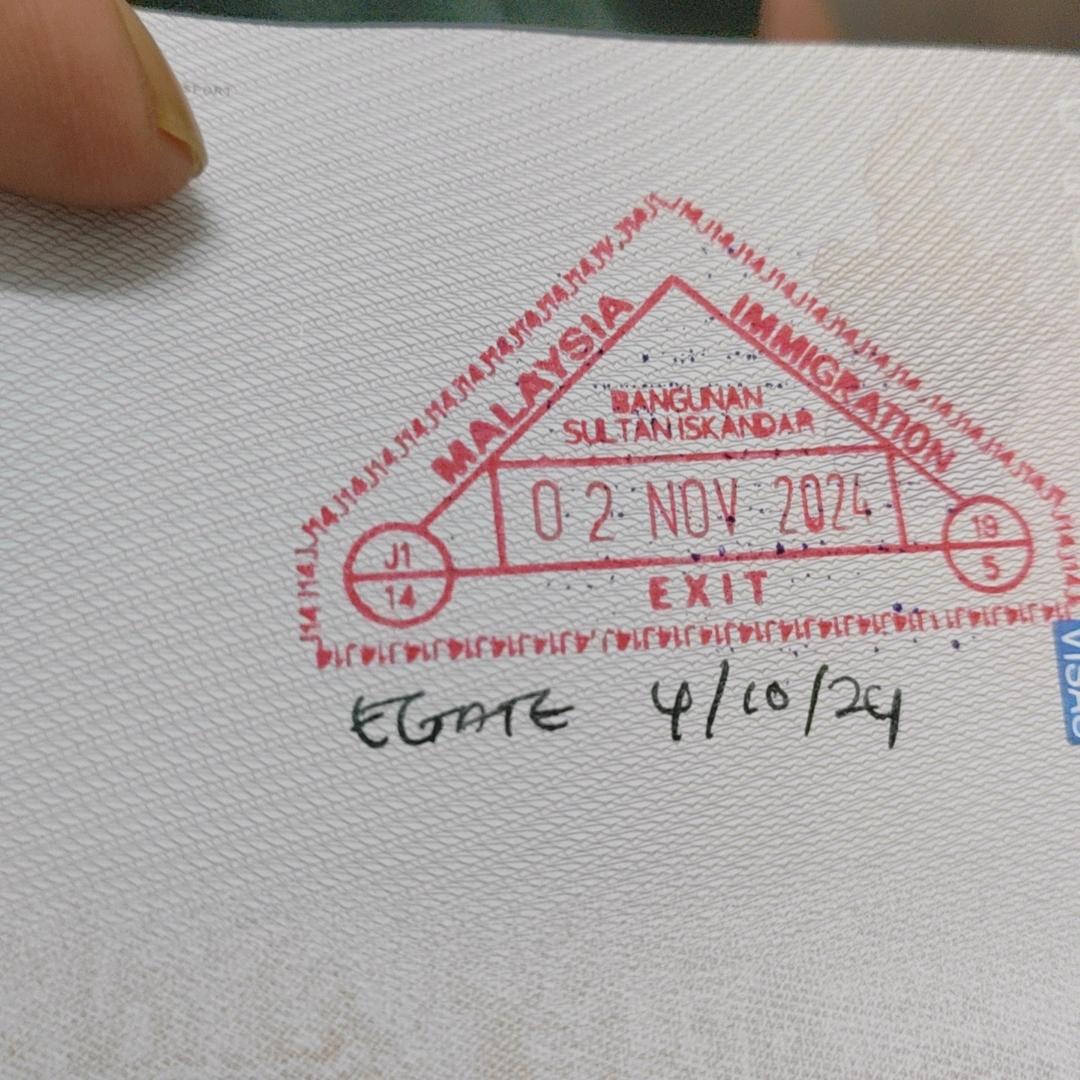 MALAYSIA IMMIGRATION
BANGUNAN
SULTAN ISKANDAR
02 NOV 2024
J1
14
19
5
EXIT
EGATE 4/10/24